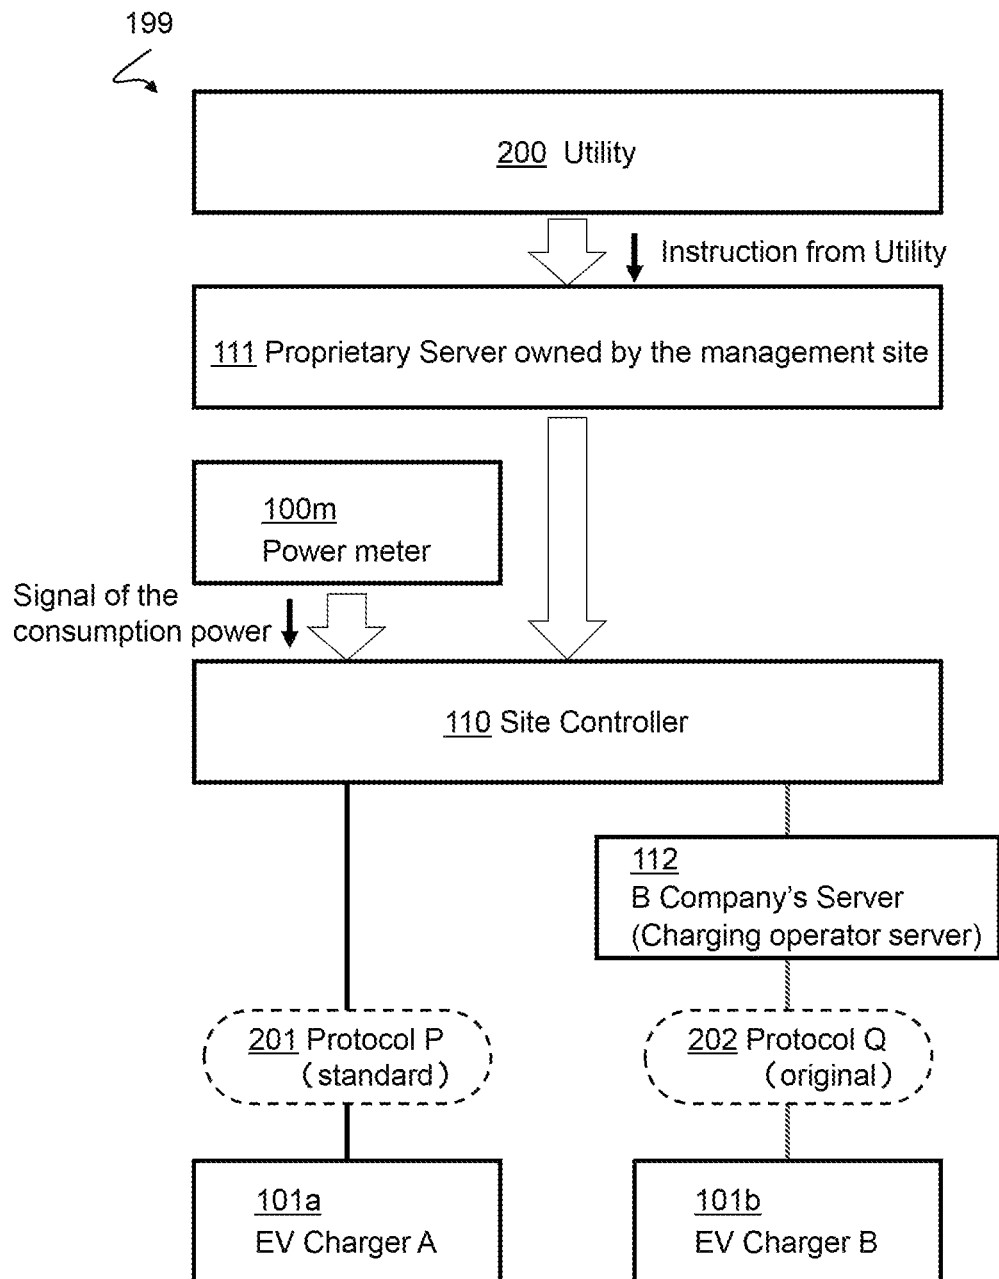 199
200 Utility
Instruction from Utility
111 Proprietary Server owned by the management site
100m
Power meter
Signal of the
consumption power
110 Site Controller
112
B Company's Server
(Charging operator server)
201 Protocol P
(standard)
202 Protocol Q
(original)
101a
EV Charger A
101b
EV Charger B